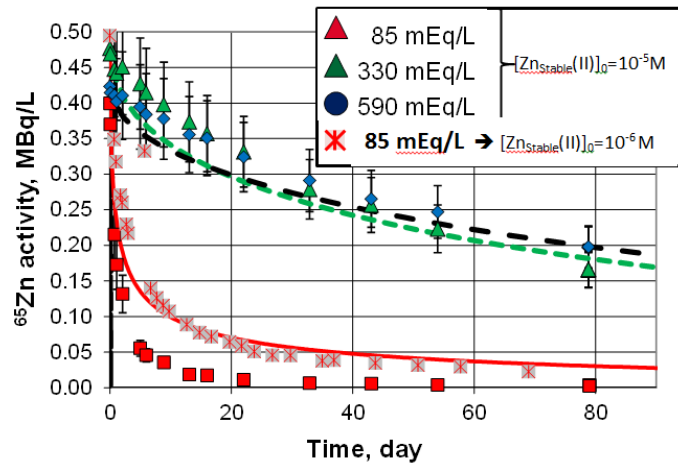 85 mEq/L
330 mEq/L
590 mEq/L
[ZnStable(II)]0=10-5M
85 mEq/L ➔ [ZnStable(II)]0=10-6M
65Zn activity, MBq/L
0.50
0.45
0.40
0.35
0.30
0.25
0.20
0.15
0.10
0.05
0.00
0 20 40 60 80
Time, day